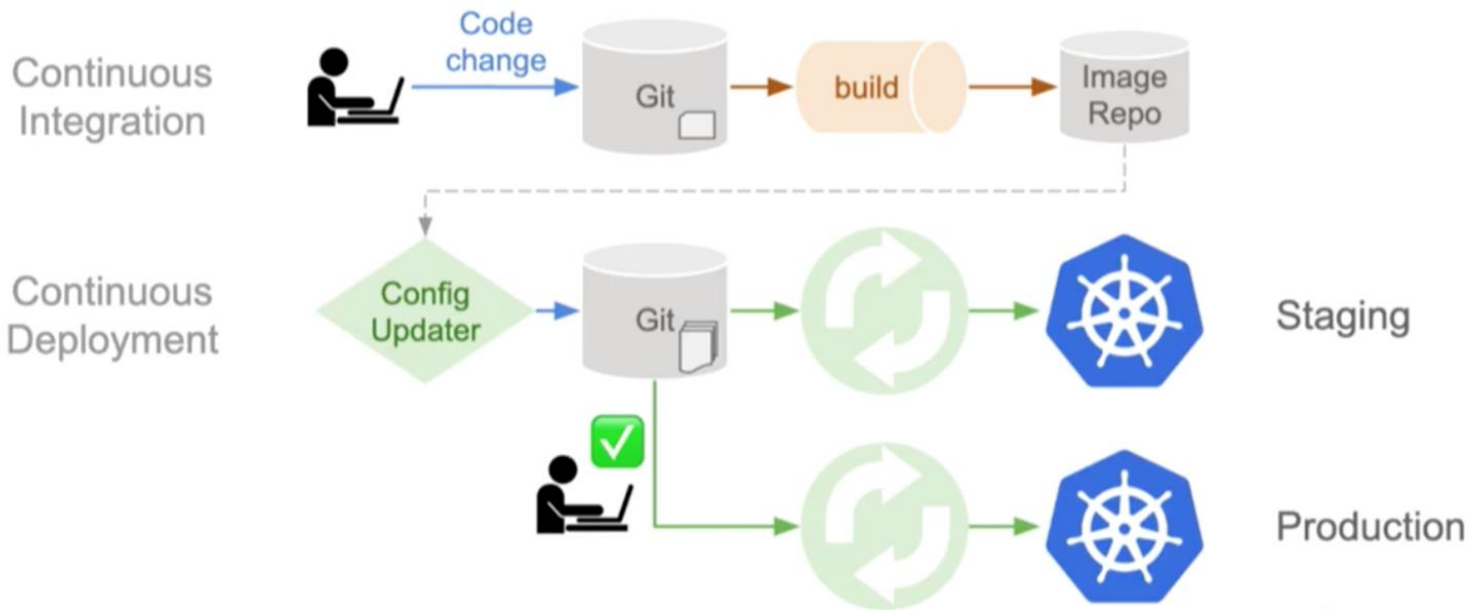 Continuous
Integration
Code
change
Git
build
Image
Repo
Continuous
Deployment
Config
Updater
Git
Staging
Production